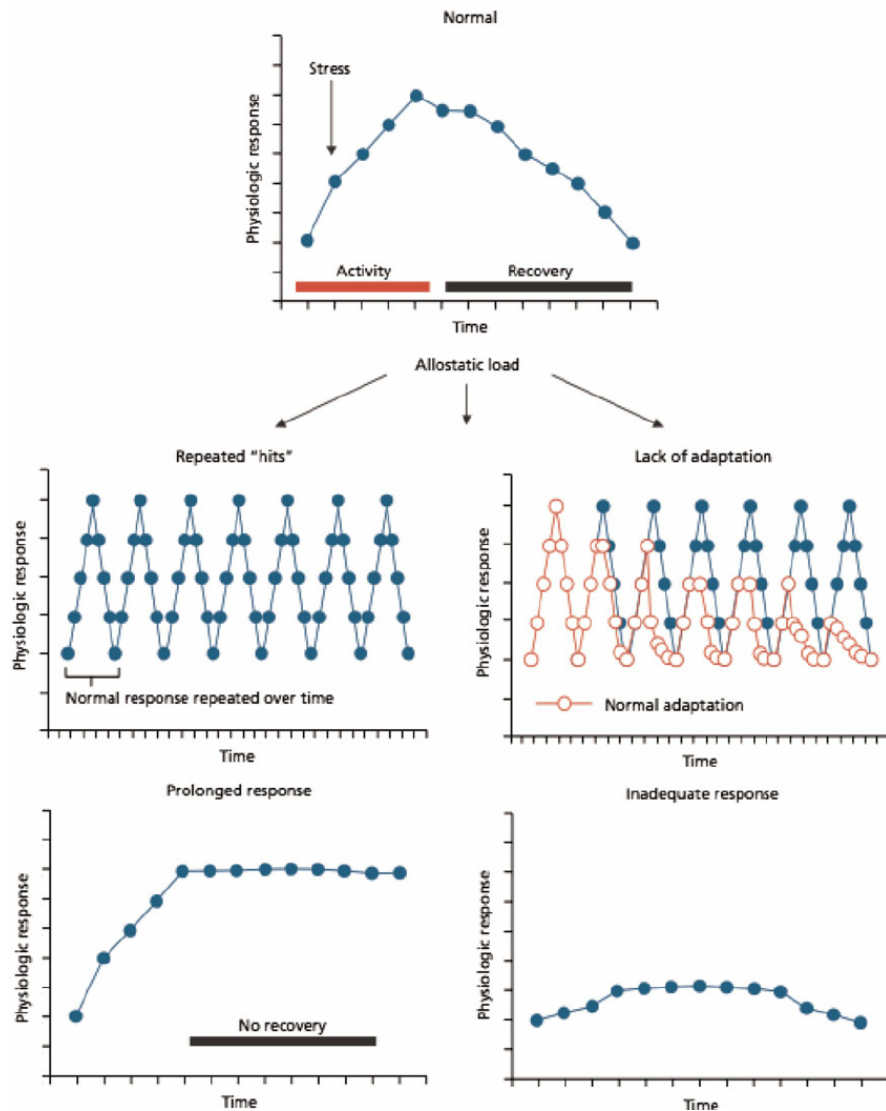 Normal
Stress
Physiologic response
Activity
Recovery
Time
Allostatic load
Repeated "hits"
Physiologic response
Normal response repeated over time
Time
Lack of adaptation
Physiologic response
Normal adaptation
Time
Prolonged response
Physiologic response
No recovery
Time
Inadequate response
Physiologic response
Time